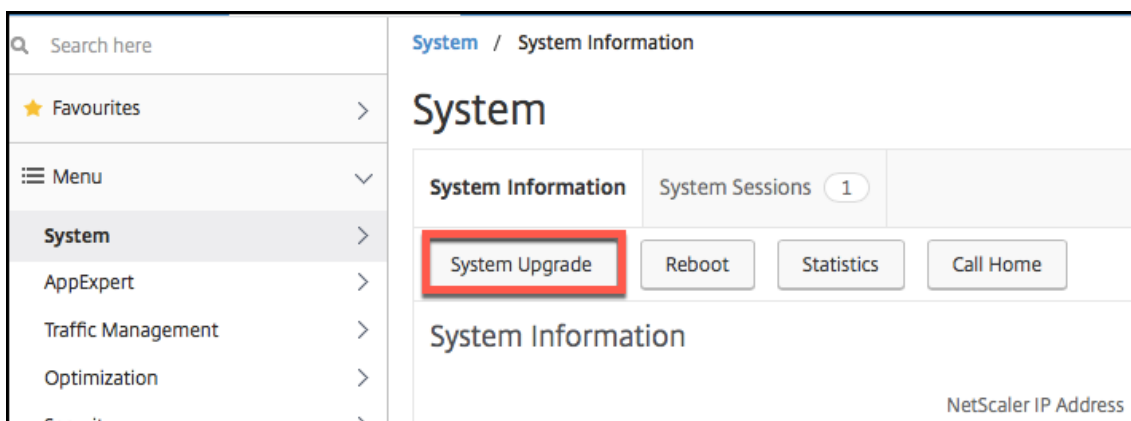 Search here
Favourites
Menu
System
AppExpert
Traffic Management
Optimization
System / System Information
System
System Information
System Sessions 1
System Upgrade
Reboot
Statistics
Call Home
System Information
NetScaler IP Address